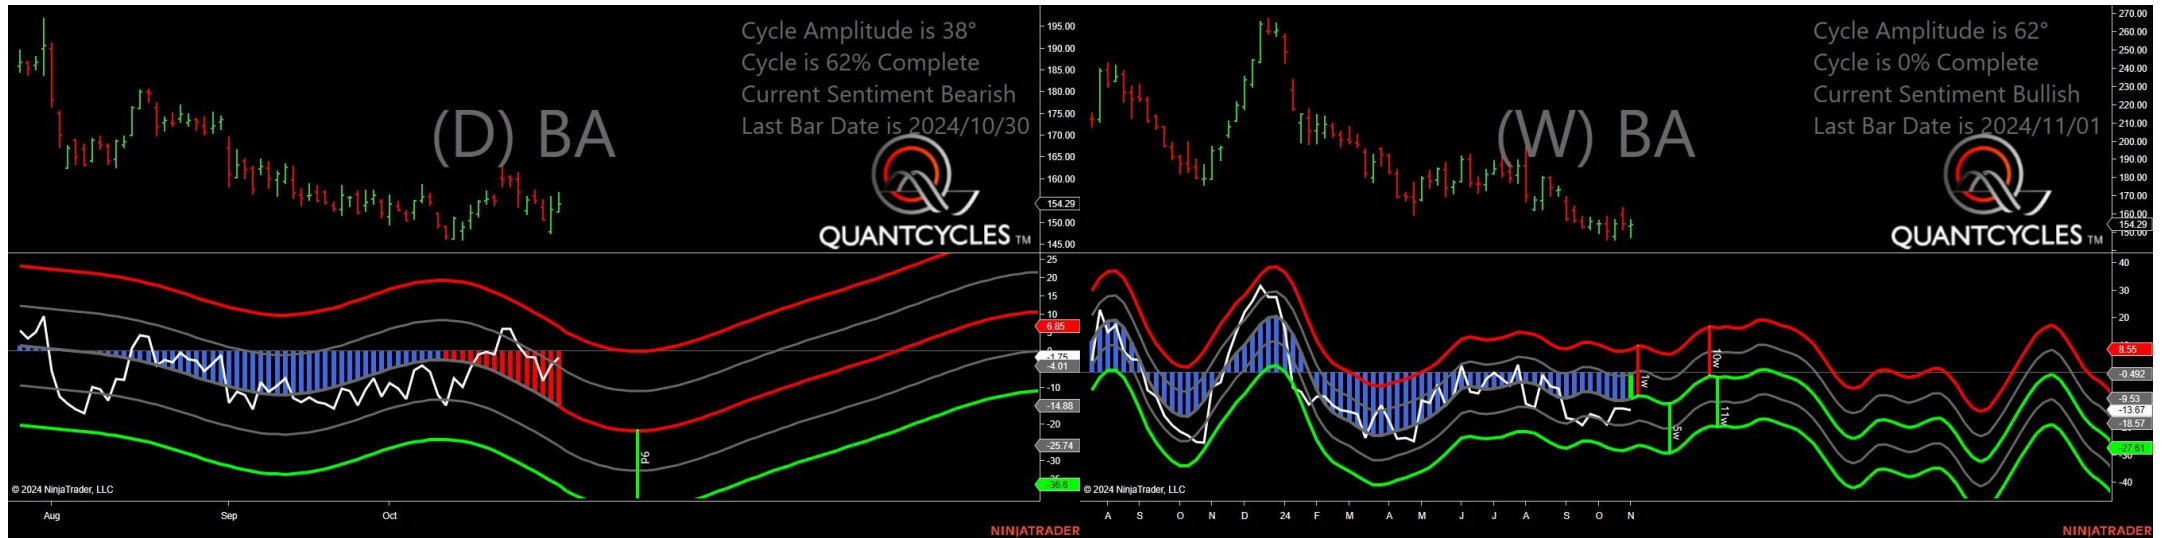 Cycle Amplitude is 38°
Cycle is 62% Complete
Current Sentiment Bearish
Last Bar Date is 2024/10/30
(D) BA
QUANTCYCLES TM
195.00
190.00
185.00
180.00
175.00
170.00
165.00
160.00
154.29
150.00
145.00
25
20
15
10
6.85
-1.75
-4.01
-10
-14.88
-20
-25.74
-30
-36.6
9d
© 2024 NinjaTrader, LLC
Aug Sep Oct
NINJATRADER
Cycle Amplitude is 62°
Cycle is 0% Complete
Current Sentiment Bullish
Last Bar Date is 2024/11/01
(W) BA
QUANTCYCLES TM
270.00
260.00
250.00
240.00
230.00
220.00
210.00
200.00
190.00
180.00
170.00
160.00
154.29
150.00
40
30
20
8.55
-0.492
-9.53
-13.67
-18.57
-27.61
-30
-40
1w
5w
10w
11w
© 2024 NinjaTrader, LLC
A S O N D 24 F M A M J J A S O N
NINJATRADER